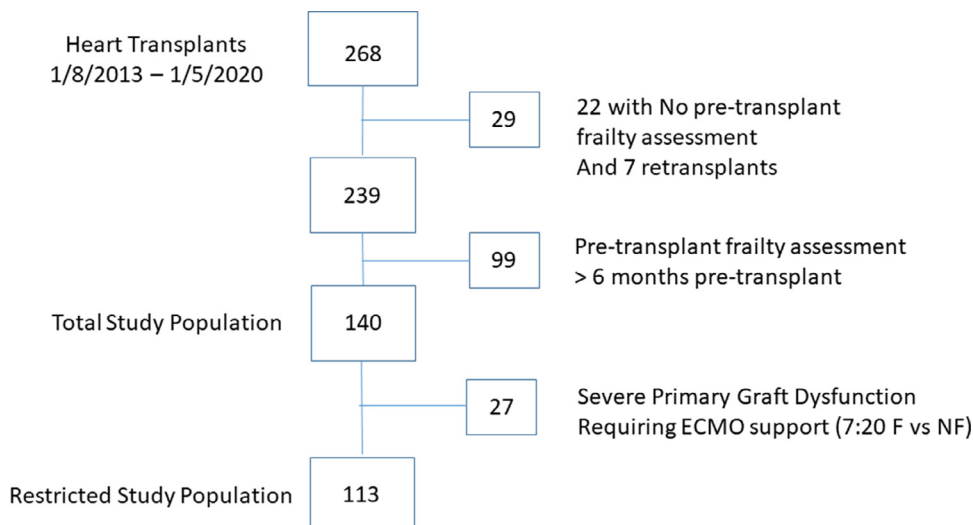 Heart Transplants
1/8/2013 – 1/5/2020
268
29
22 with No pre-transplant
frailty assessment
And 7 retransplants
239
99
Pre-transplant frailty assessment
> 6 months pre-transplant
Total Study Population
140
27
Severe Primary Graft Dysfunction
Requiring ECMO support (7:20 F vs NF)
Restricted Study Population
113